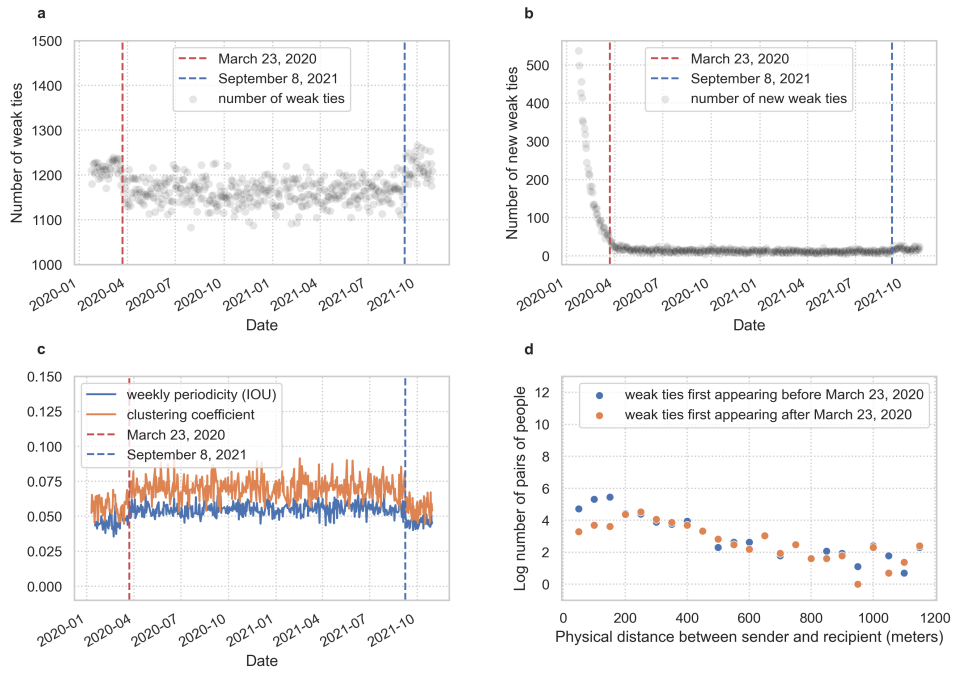 a
1500
1400
1300
1200
1100
1000
Number of weak ties
March 23, 2020
September 8, 2021
number of weak ties
2020-01
2020-04
2020-07
2020-10
2021-01
2021-04
2021-07
2021-10
Date
b
500
400
300
200
100
0
Number of new weak ties
March 23, 2020
September 8, 2021
number of new weak ties
2020-01
2020-04
2020-07
2020-10
2021-01
2021-04
2021-07
2021-10
Date
c
0.150
0.125
0.100
0.075
0.050
0.025
0.000
weekly periodicity (IOU)
clustering coefficient
March 23, 2020
September 8, 2021
2020-01
2020-04
2020-07
2020-10
2021-01
2021-04
2021-07
2021-10
Date
d
12
10
8
6
4
2
0
Log number of pairs of people
weak ties first appearing before March 23, 2020
weak ties first appearing after March 23, 2020
0
200
400
600
800
1000
1200
Physical distance between sender and recipient (meters)